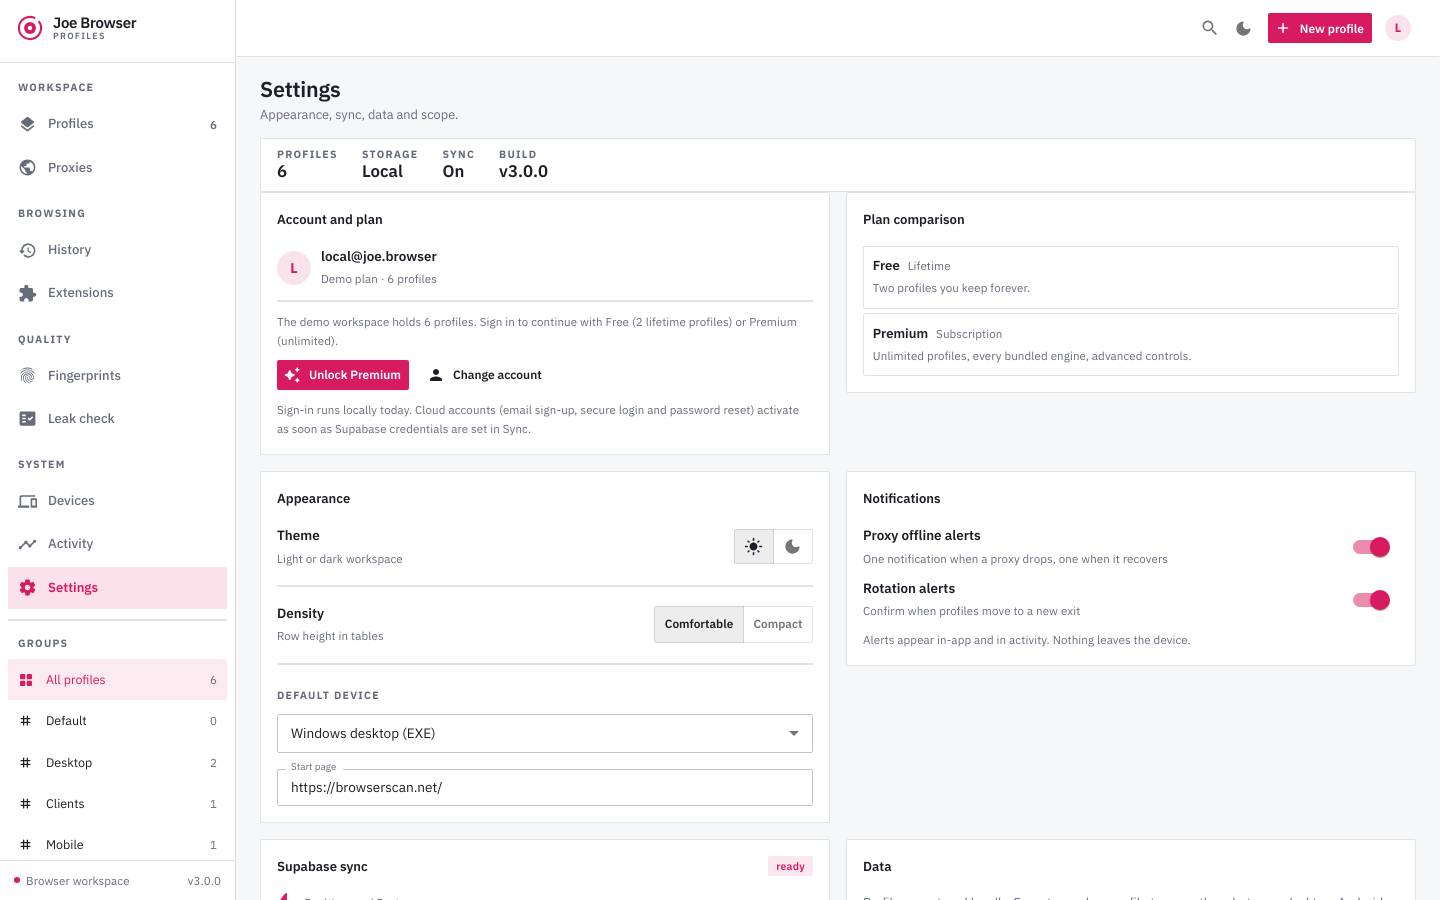 Joe Browser
PROFILES
New profile
L
WORKSPACE
Profiles 6
Proxies
BROWSING
History
Extensions
QUALITY
Fingerprints
Leak check
SYSTEM
Devices
Activity
Settings
GROUPS
All profiles 6
Default 0
Desktop 2
Clients 1
Mobile 1
Browser workspace v3.0.0
Settings
Appearance, sync, data and scope.
PROFILES STORAGE SYNC BUILD
6 Local On v3.0.0
Account and plan
L
local@joe.browser
Demo plan · 6 profiles
The demo workspace holds 6 profiles. Sign in to continue with Free (2 lifetime profiles) or Premium
(unlimited).
Unlock Premium Change account
Sign-in runs locally today. Cloud accounts (email sign-up, secure login and password reset) activate
as soon as Supabase credentials are set in Sync.
Plan comparison
Free Lifetime
Two profiles you keep forever.
Premium Subscription
Unlimited profiles, every bundled engine, advanced controls.
Appearance
Theme
Light or dark workspace
Density
Row height in tables
Comfortable Compact
DEFAULT DEVICE
Windows desktop (EXE)
Start page
https://browserscan.net/
Notifications
Proxy offline alerts
One notification when a proxy drops, one when it recovers
Rotation alerts
Confirm when profiles move to a new exit
Alerts appear in-app and in activity. Nothing leaves the device.
Supabase sync ready
Data